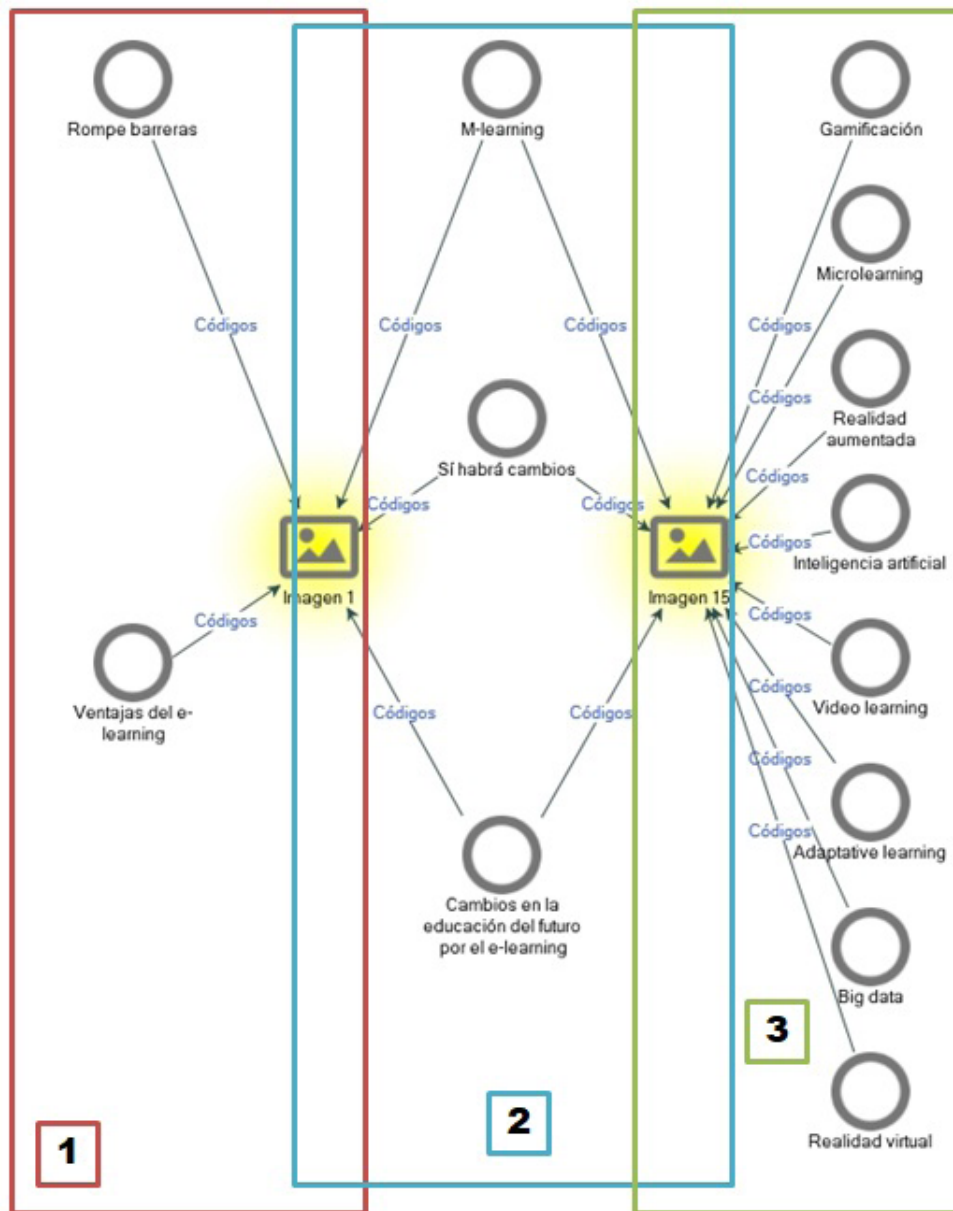 Rompe barreras
M-learning
Gamificación
Microlearning
Códigos
Códigos
Códigos
Códigos
Códigos
Realidad
aumentada
Sí habrá cambios
Códigos
Códigos
Códigos
Códigos
Inteligencia artificial
Imagen 1
Imagen 15
Códigos
Códigos
Ventajas del e-
learning
Códigos
Códigos
Códigos
Video learning
Códigos
Códigos
Adaptative learning
Cambios en la
educación del futuro
por el e-learning
Big data
3
1
2
Realidad virtual